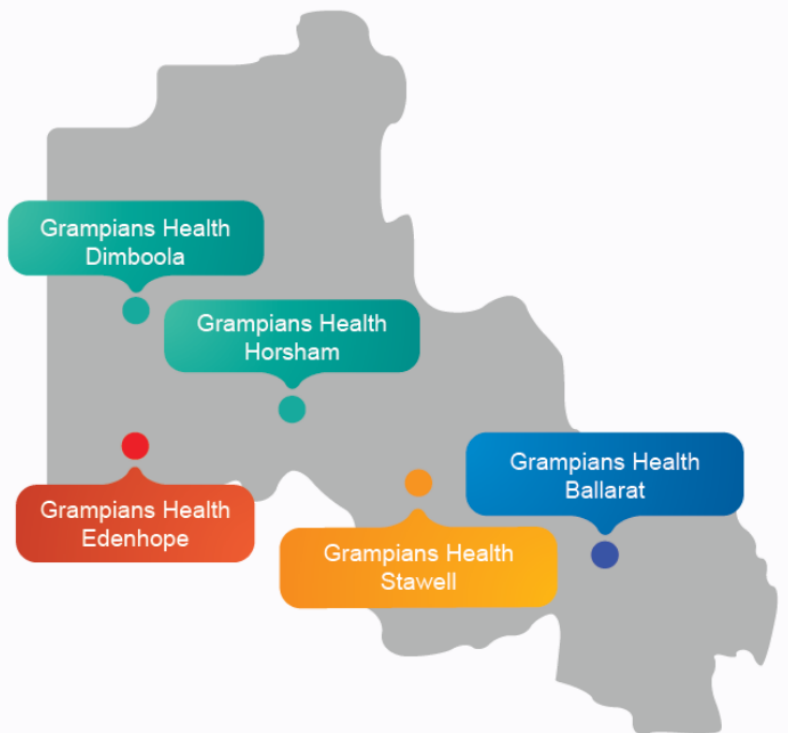 Grampians Health
Dimboola
Grampians Health
Horsham
Grampians Health
Edenhope
Grampians Health
Stawell
Grampians Health
Ballarat